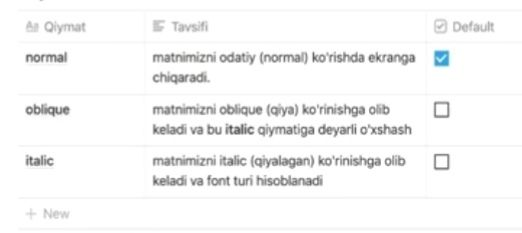 Aa Qiymat Tavsifi Default
normal matnimizni odatiy (normal) ko'rishda ekranga
chiqaradi.
oblique matnimizni oblique (qiya) ko'rinishga olib
keladi va bu italic qiymatiga deyarli o'xshash
italic matnimizni italic (qiyalagan) ko'rinishga olib
keladi va font turi hisoblanadi
+ New